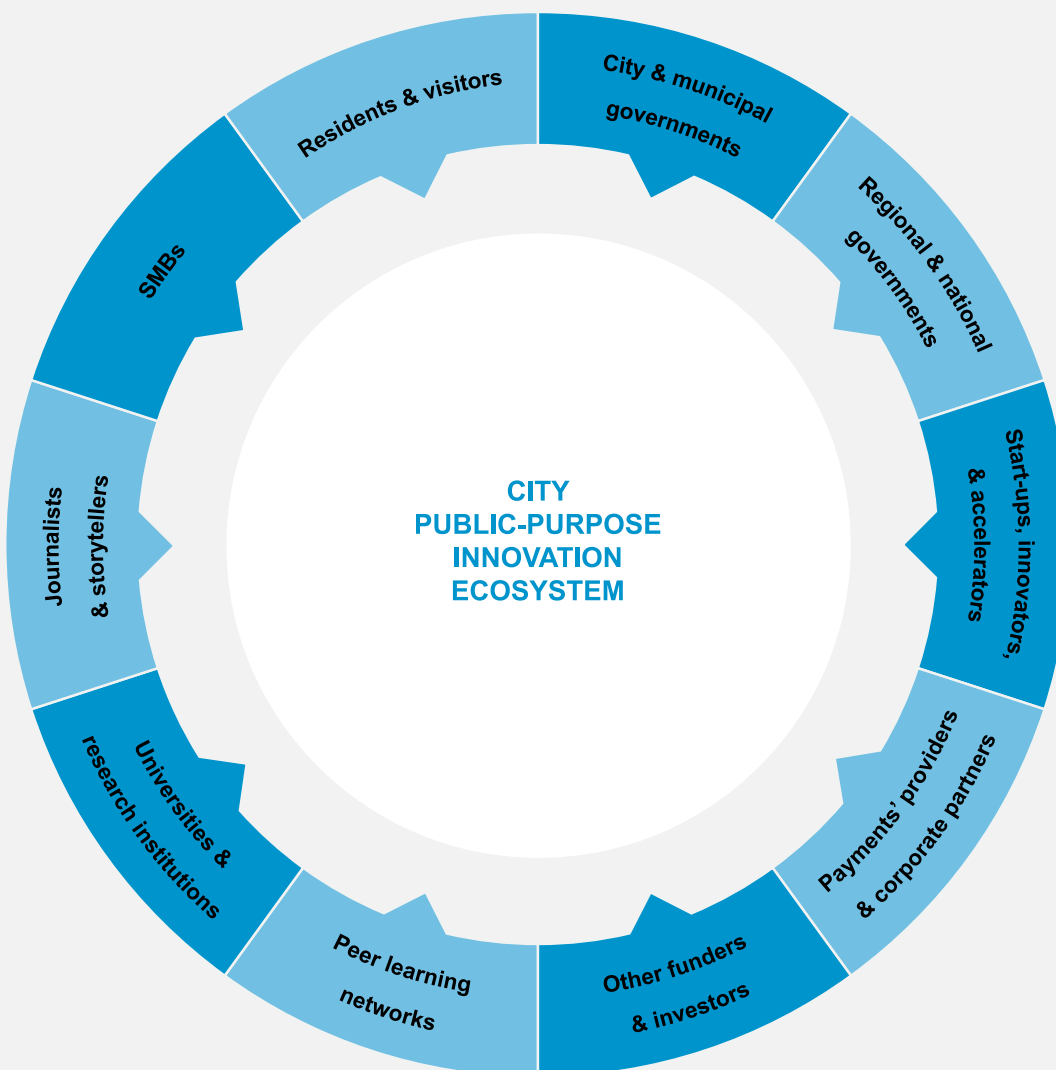 City & municipal
governments
Regional & national
governments
Start-ups, innovators,
& accelerators
Payments’ providers
& corporate partners
Other funders
& investors
Peer learning
networks
Universities &
research institutions
Journalists
& storytellers
SMBs
Residents & visitors
CITY
PUBLIC-PURPOSE
INNOVATION
ECOSYSTEM